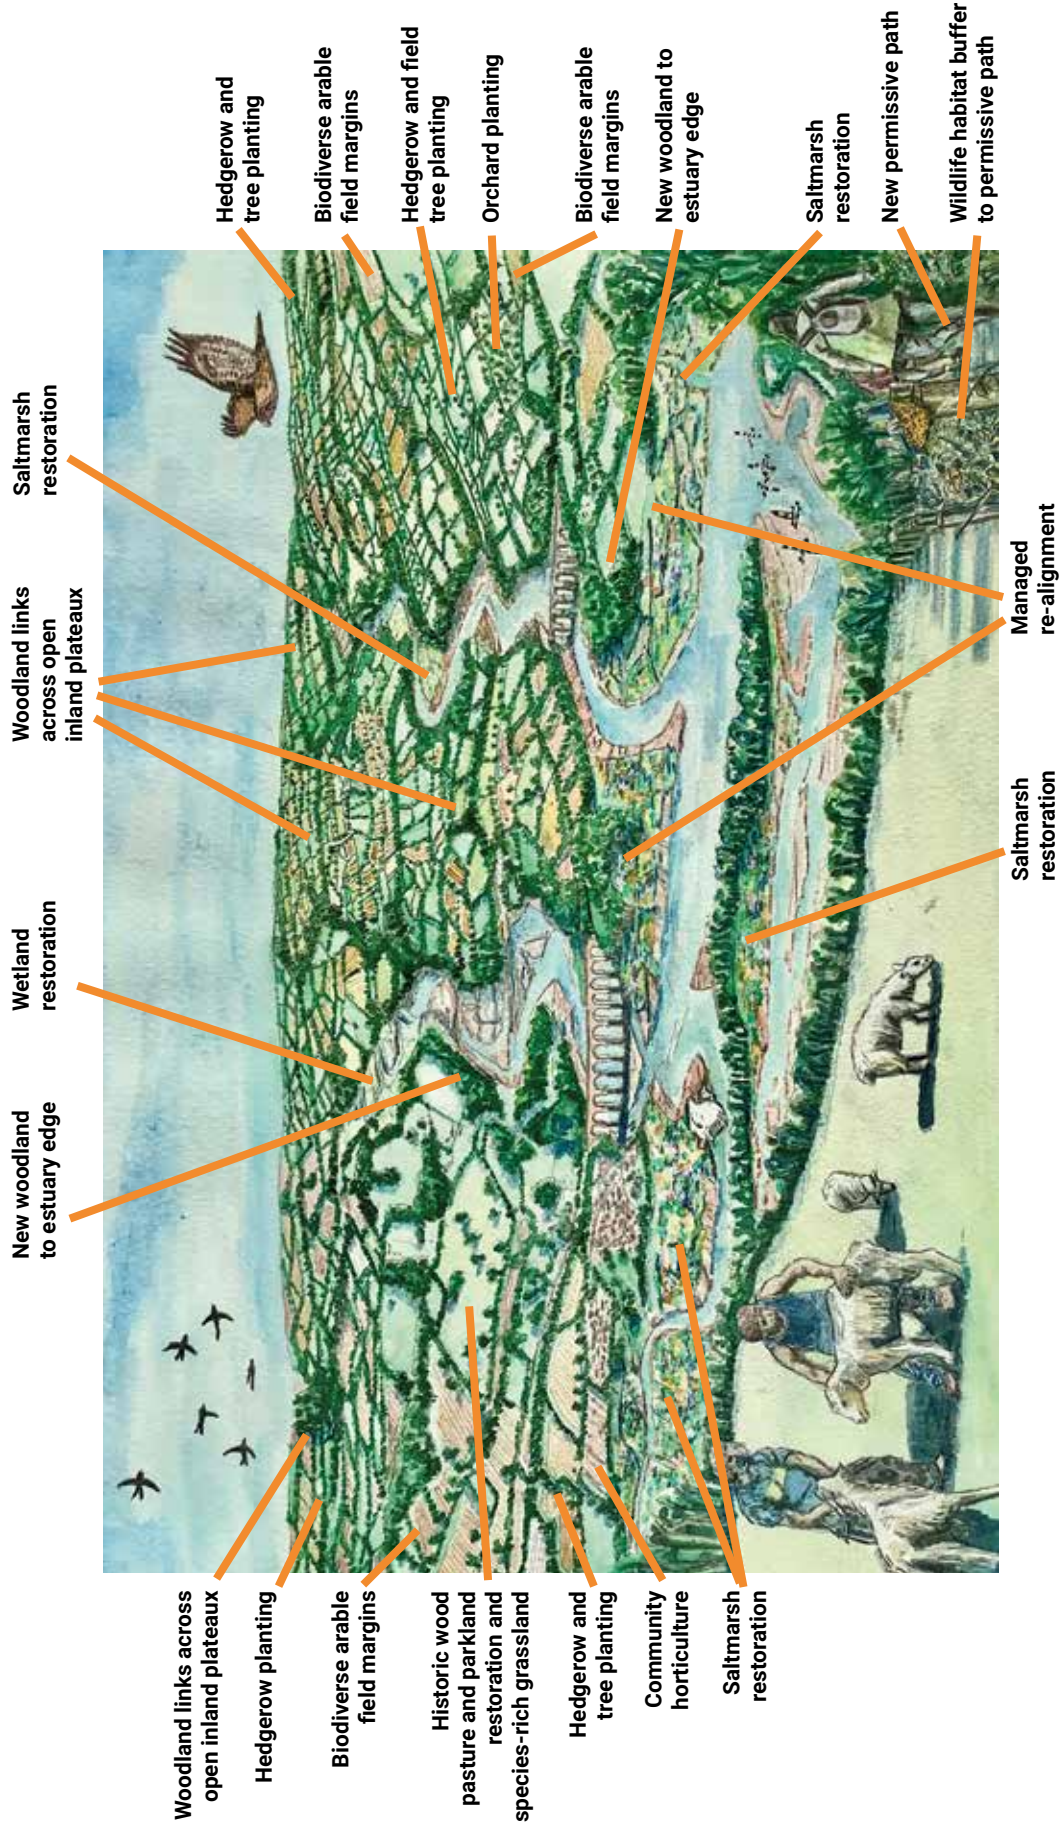 New woodland
to estuary edge
Wetland
restoration
Woodland links
across open
inland plateaux
Saltmarsh
restoration
Woodland links across
open inland plateaux
Hedgerow planting
Biodiverse arable
field margins
Historic wood
pasture and parkland
restoration and
species-rich grassland
Hedgerow and
tree planting
Community
horticulture
Saltmarsh
restoration
Hedgerow and
tree planting
Biodiverse arable
field margins
Hedgerow and field
tree planting
Orchard planting
Biodiverse arable
field margins
New woodland to
estuary edge
Saltmarsh
restoration
New permissive path
Wildlife habitat buffer
to permissive path
Saltmarsh
restoration
Managed
re-alignment